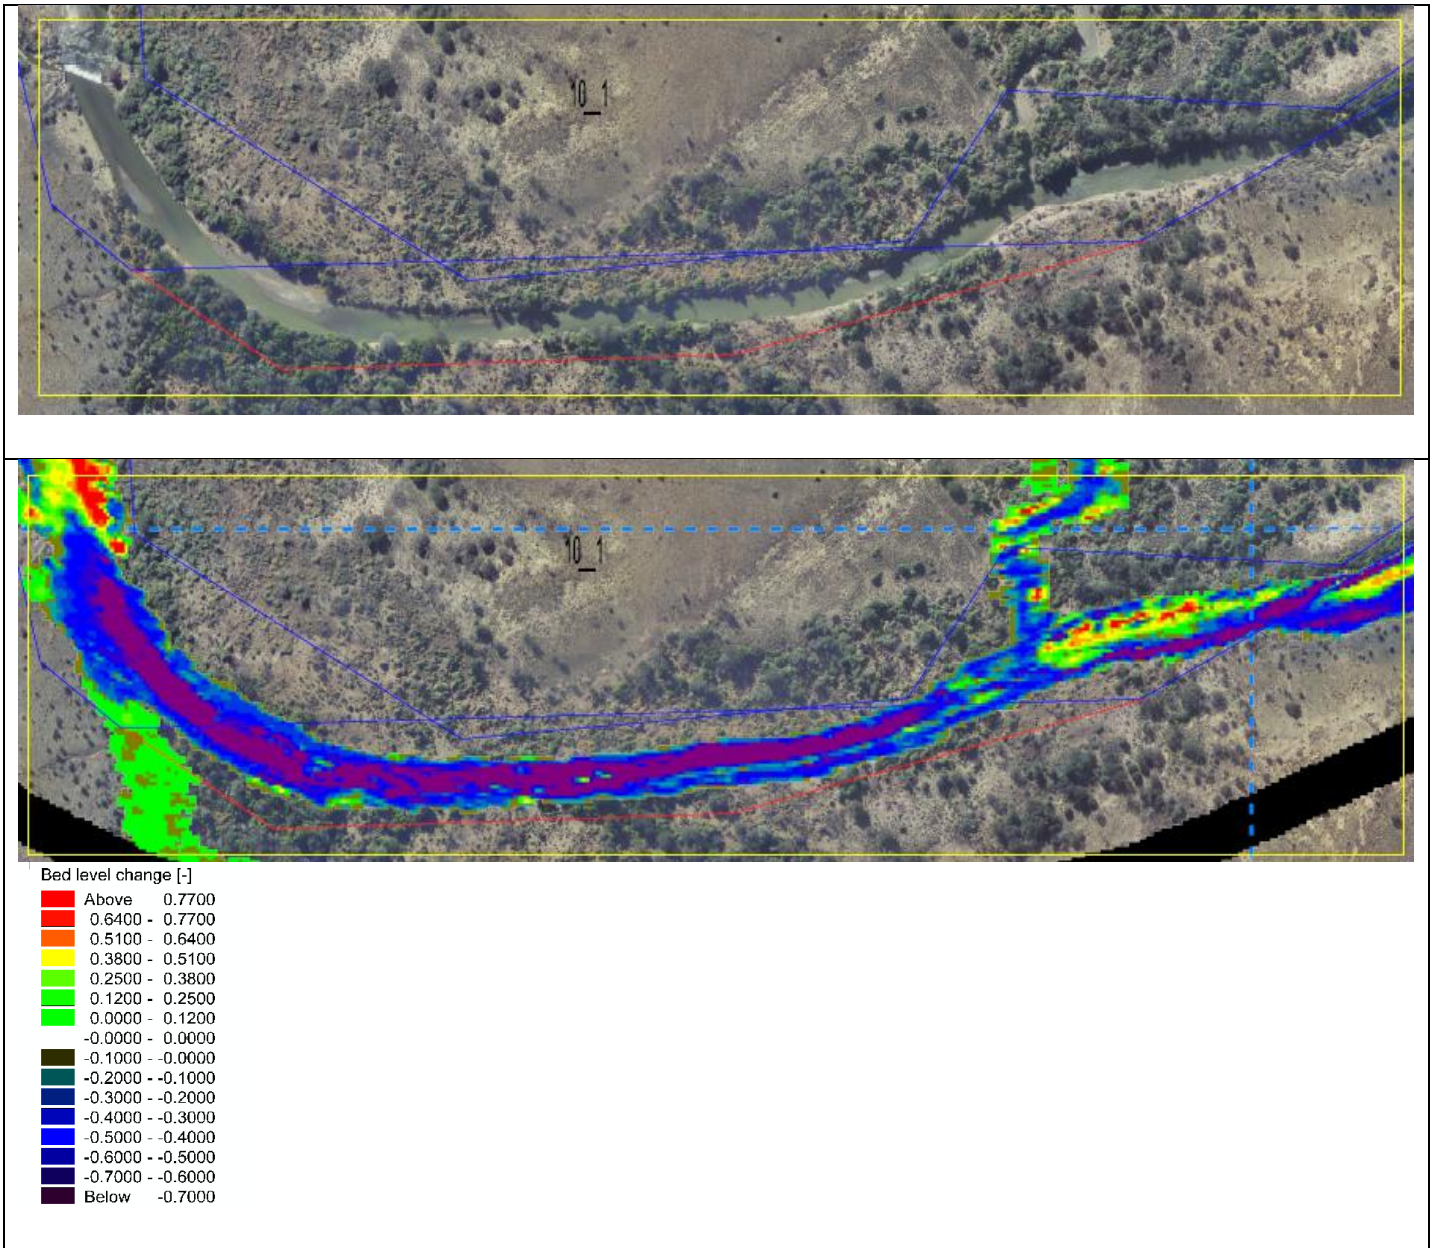 10_1
10_1
Bed level change [-]
Above 0.7700
0.6400 - 0.7700
0.5100 - 0.6400
0.3800 - 0.5100
0.2500 - 0.3800
0.1200 - 0.2500
0.0000 - 0.1200
-0.0000 - 0.0000
-0.1000 - -0.0000
-0.2000 - -0.1000
-0.3000 - -0.2000
-0.4000 - -0.3000
-0.5000 - -0.4000
-0.6000 - -0.5000
-0.7000 - -0.6000
Below -0.7000